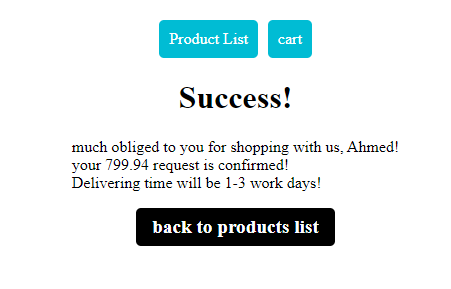 Product List cart
Success!
much obliged to you for shopping with us, Ahmed!
your 799.94 request is confirmed!
Delivering time will be 1-3 work days!
back to products list